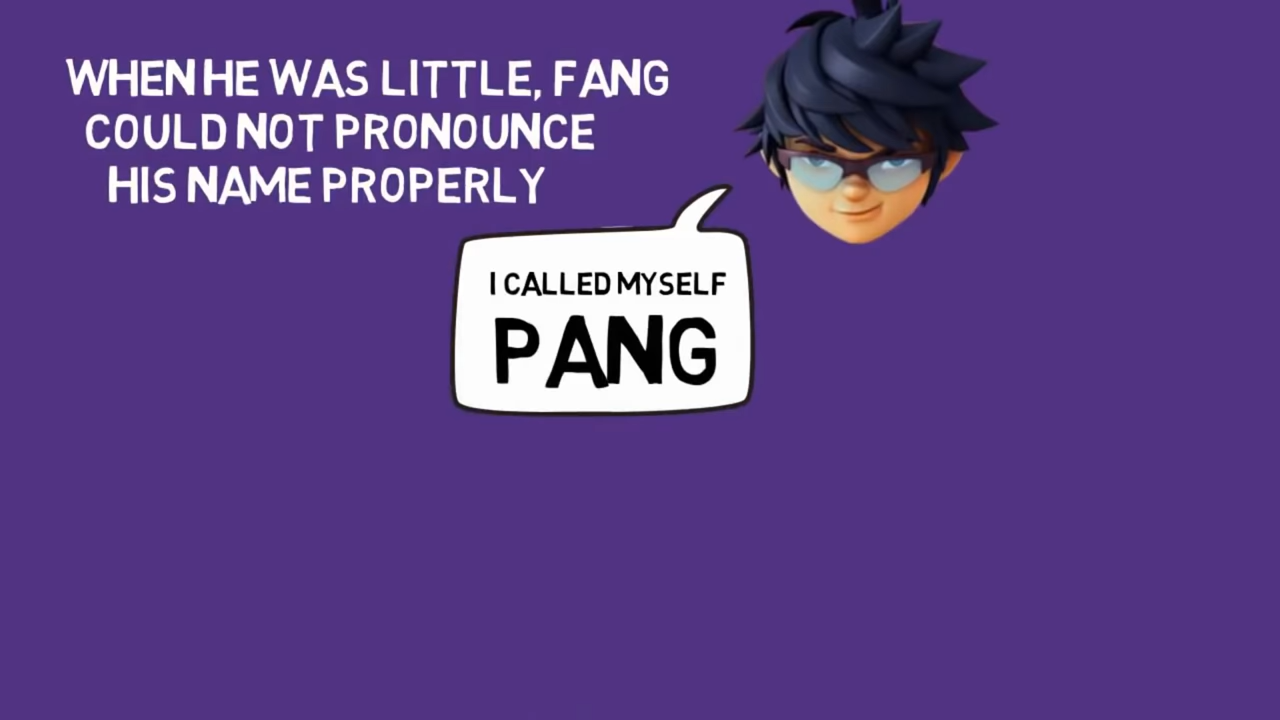 WHEN HE WAS LITTLE, FANG
COULD NOT PRONOUNCE
HIS NAME PROPERLY
I CALLED MYSELF
PANG